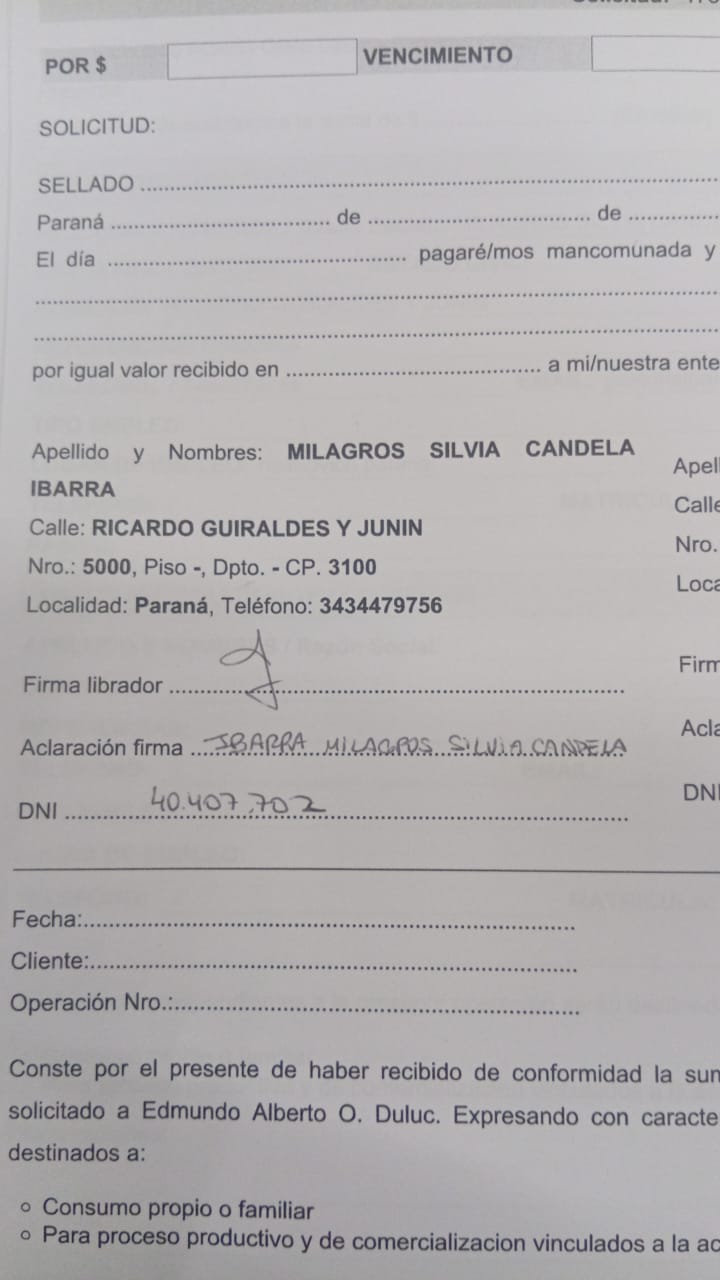 POR $ VENCIMIENTO
SOLICITUD:
SELLADO
Paraná de de
El día pagaré/mos mancomunada y
por igual valor recibido en a mi/nuestra ente
Apellido y Nombres: MILAGROS SILVIA CANDELA
IBARRA
Calle: RICARDO GUIRALDES Y JUNIN
Nro.: 5000, Piso -, Dpto. - CP. 3100
Localidad: Paraná, Teléfono: 3434479756
Firma librador
Aclaración firma IBARRA MILAGROS SILVIA CANDELA
DNI 40.407.702
Apell
Calle
Nro.
Loca
Firm
Acla
DNI
Fecha:
Cliente:
Operación Nro.:
Conste por el presente de haber recibido de conformidad la sum
solicitado a Edmundo Alberto O. Duluc. Expresando con caracte
destinados a:
○ Consumo propio o familiar
○ Para proceso productivo y de comercializacion vinculados a la ac